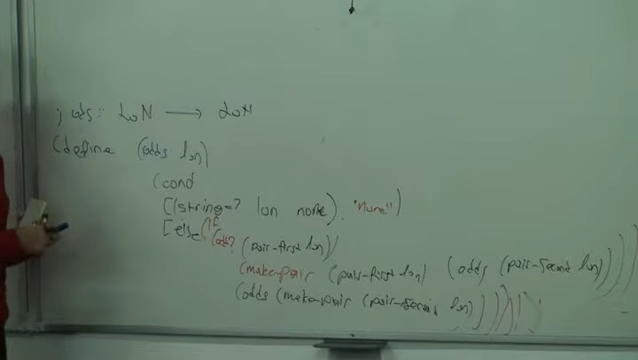 ; odds :: LoN → LoN
(define (odds lon)
(cond
[(string=? lon none) "None")
[else (if (odd? (pair-first lon))
(make-pair (pair-first lon) (odds (pair-second lon)))))
(odds (make-pair (pair-second lon)))))))